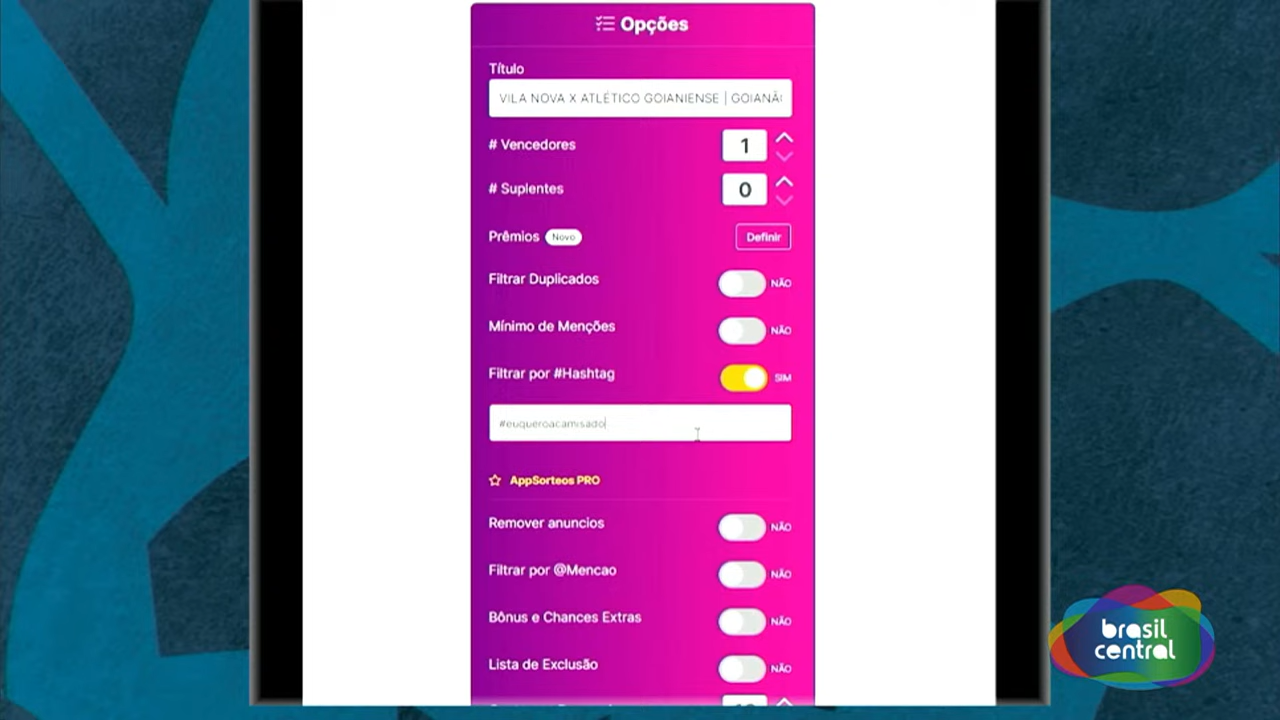 Opções
Título
VILA NOVA X ATLÉTICO GOIANIENSE | GOIANÃ
# Vencedores 1
# Suplentes 0
Prêmios Novo Definir
Filtrar Duplicados NÃO
Mínimo de Menções NÃO
Filtrar por #Hashtag SIM
#euqueroacamisado
AppSorteos PRO
Remover anuncios NÃO
Filtrar por @Mencao NÃO
Bônus e Chances Extras NÃO
Lista de Exclusão NÃO
brasil
central